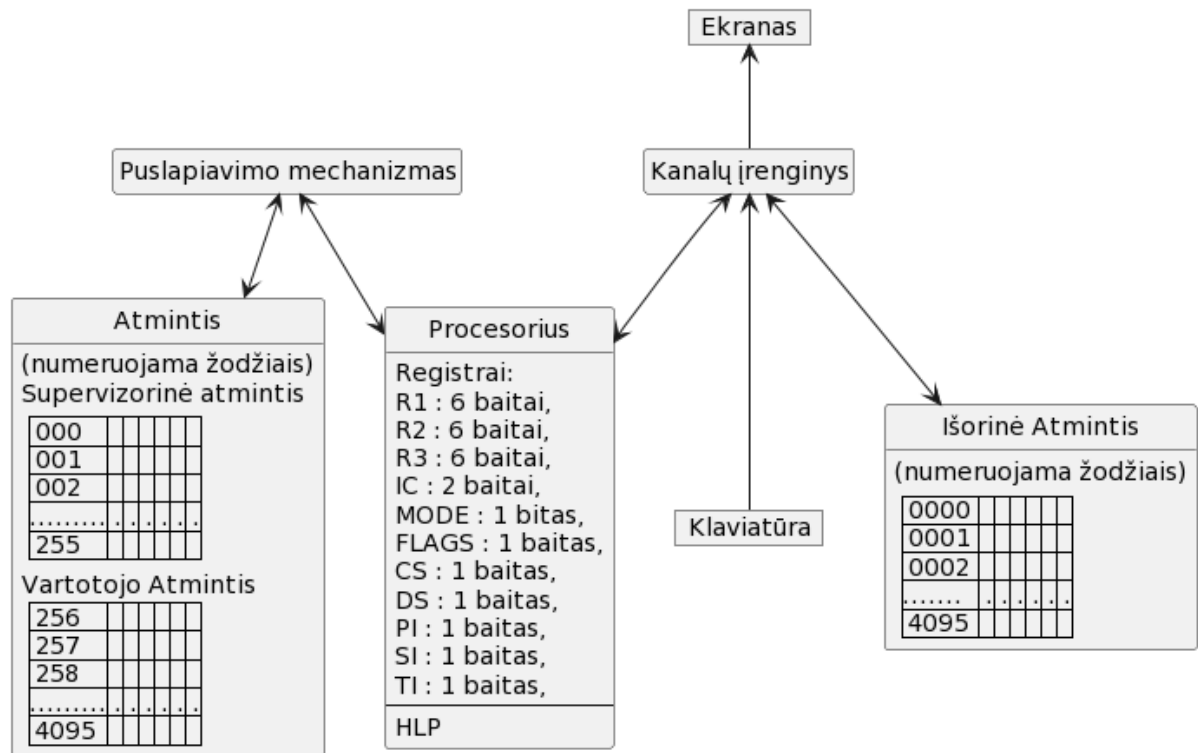 Ekranas
Puslapiavimo mechanizmas
Kanalų įrenginys
Atmintis
(numeruojama žodžiais)
Supervizorinė atmintis
000
001
002
......... . . . . . .
255
Vartotojo Atmintis
256
257
258
......... . . . . . .
4095
Procesorius
Registrai:
R1 : 6 baitai,
R2 : 6 baitai,
R3 : 6 baitai,
IC : 2 baitai,
MODE : 1 bitas,
FLAGS : 1 baitas,
CS : 1 baitas,
DS : 1 baitas,
PI : 1 baitas,
SI : 1 baitas,
TI : 1 baitas,
HLP
Klaviatūra
Išorinė Atmintis
(numeruojama žodžiais)
0000
0001
0002
....... . . . . . .
4095